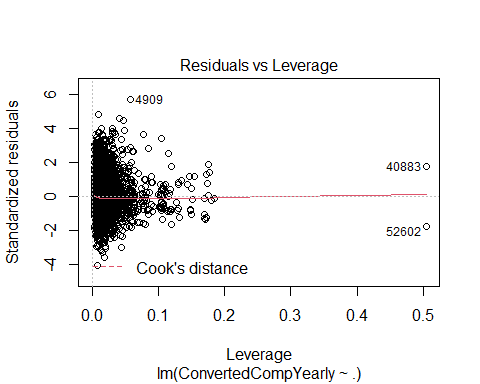 Residuals vs Leverage
Standardized residuals
6
4
2
0
-2
-4
4909
40883
52602
Cook's distance
0.0 0.1 0.2 0.3 0.4 0.5
Leverage
lm(ConvertedCompYearly ~ .)